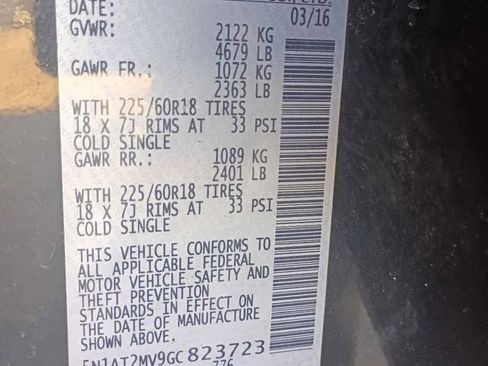 CO., LTD.
DATE: 03/16
GVWR: 2122 KG
4679 LB
GAWR FR.: 1072 KG
2363 LB
WITH 225/60R18 TIRES
18 X 7J RIMS AT 33 PSI
COLD SINGLE
GAWR RR.: 1089 KG
2401 LB
WITH 225/60R18 TIRES
18 X 7J RIMS AT 33 PSI
COLD SINGLE
THIS VEHICLE CONFORMS TO
ALL APPLICABLE FEDERAL
MOTOR VEHICLE SAFETY AND
THEFT PREVENTION
STANDARDS IN EFFECT ON
THE DATE OF MANUFACTURE
SHOWN ABOVE.
5N1AT2MV9GC823723
776